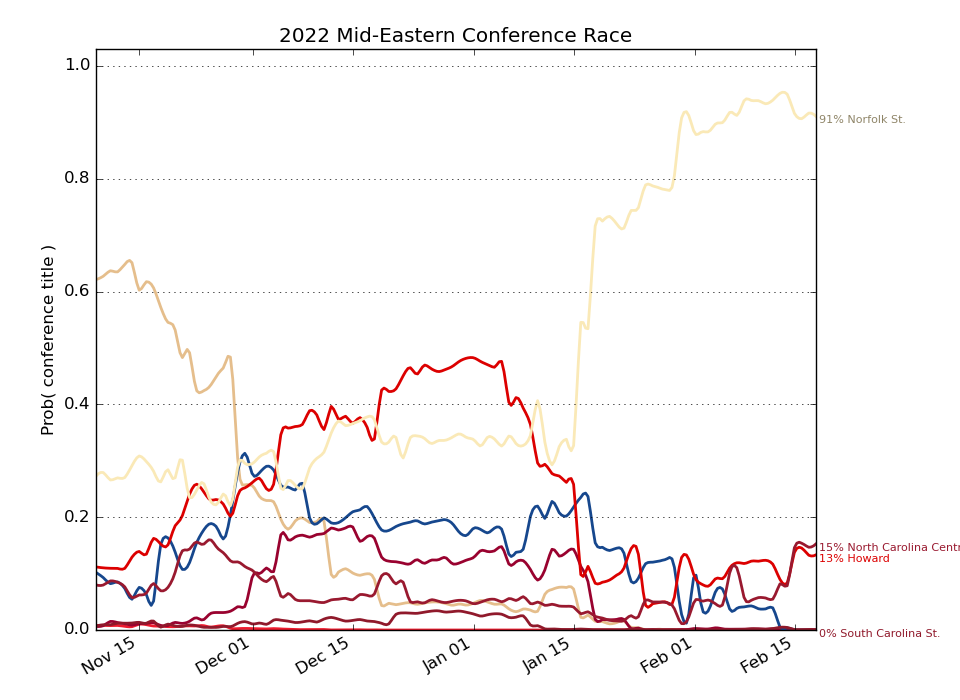 2022 Mid-Eastern Conference Race
Prob( conference title )
1.0
0.8
0.6
0.4
0.2
0.0
Nov 15
Dec 01
Dec 15
Jan 01
Jan 15
Feb 01
Feb 15
91% Norfolk St.
15% North Carolina Centr
13% Howard
0% South Carolina St.